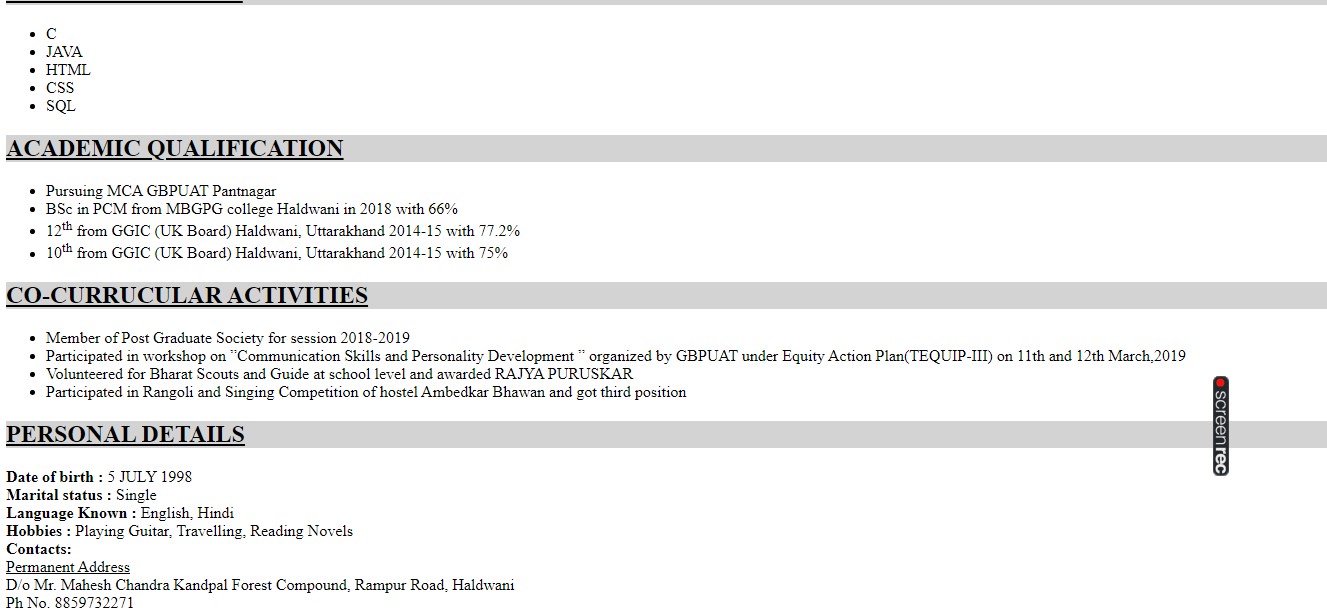 C
JAVA
HTML
CSS
SQL
ACADEMIC QUALIFICATION
Pursuing MCA GBPUAT Pantnagar
BSc in PCM from MBGPG college Haldwani in 2018 with 66%
12th from GGIC (UK Board) Haldwani, Uttarakhand 2014-15 with 77.2%
10th from GGIC (UK Board) Haldwani, Uttarakhand 2014-15 with 75%
CO-CURRUCULAR ACTIVITIES
Member of Post Graduate Society for session 2018-2019
Participated in workshop on ”Communication Skills and Personality Development ” organized by GBPUAT under Equity Action Plan(TEQUIP-III) on 11th and 12th March,2019
Volunteered for Bharat Scouts and Guide at school level and awarded RAJYA PURUSKAR
Participated in Rangoli and Singing Competition of hostel Ambedkar Bhawan and got third position
screenrec
PERSONAL DETAILS
Date of birth : 5 JULY 1998
Marital status : Single
Language Known : English, Hindi
Hobbies : Playing Guitar, Travelling, Reading Novels
Contacts:
Permanent Address
D/o Mr. Mahesh Chandra Kandpal Forest Compound, Rampur Road, Haldwani
Ph No. 8859732271